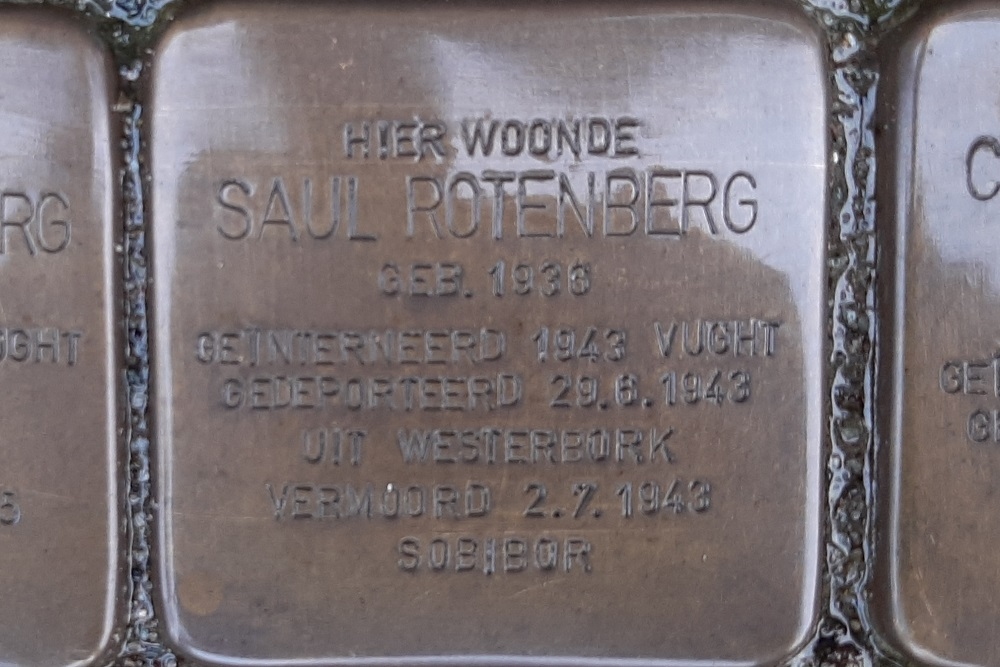 HIER WOONDE
SAUL ROTENBERG
GEB. 1936
GEÏNTERNEERD 1943 VUGHT
GEDEPORTEERD 29.6.1943
UIT WESTERBORK
VERMOORD 2.7.1943
SOBIBOR